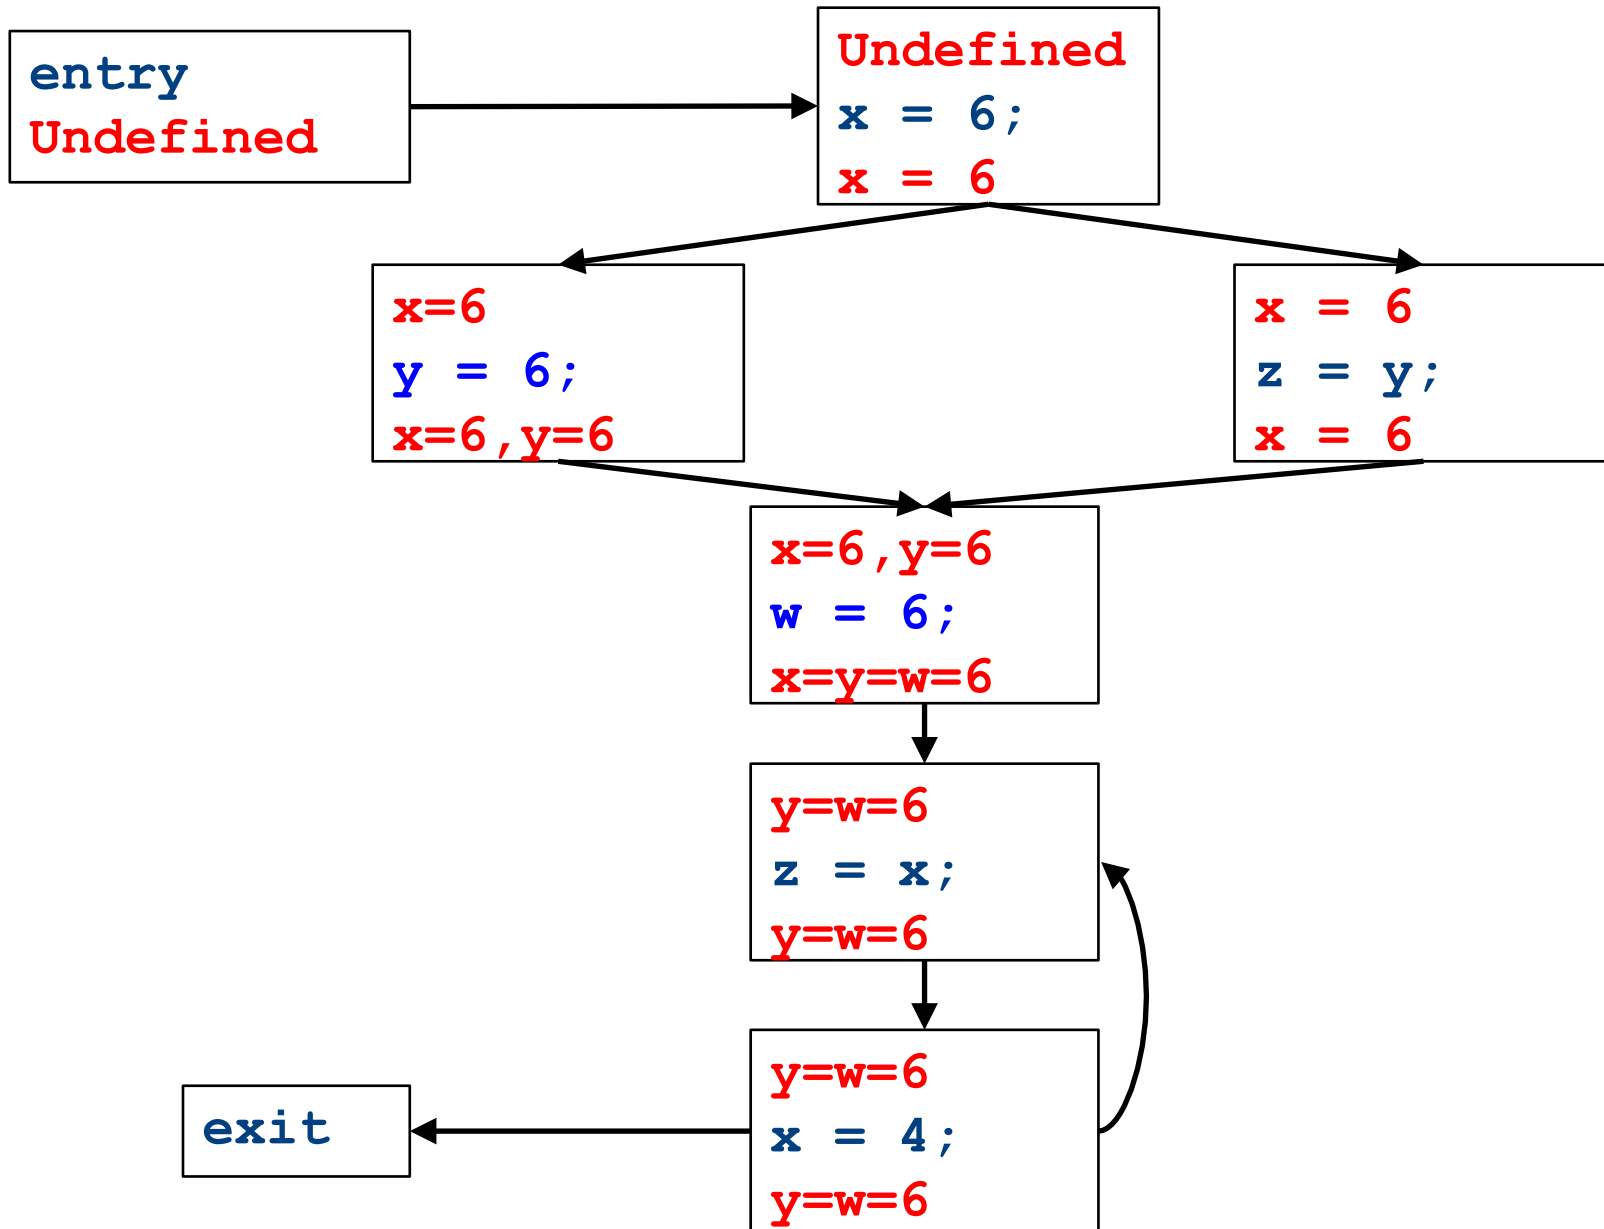 entry
Undefined
Undefined
x = 6;
x = 6
x=6
y = 6;
x=6,y=6
x = 6
z = y;
x = 6
x=6,y=6
w = 6;
x=y=w=6
y=w=6
z = x;
y=w=6
y=w=6
x = 4;
y=w=6
exit